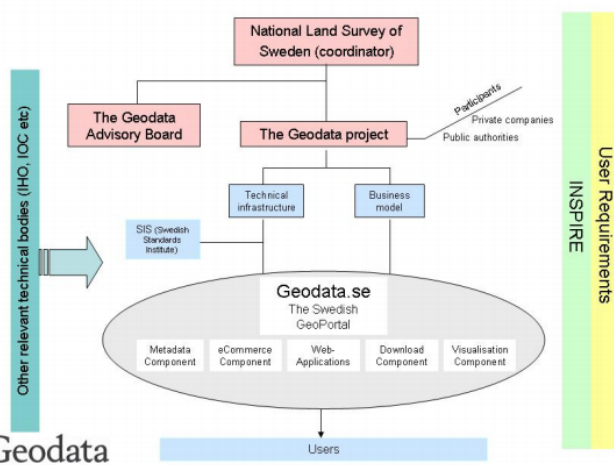 National Land Survey of
Sweden (coordinator)
The Geodata
Advisory Board
The Geodata project
Participants
Private companies
Public authorities
Technical
infrastructure
Business
model
SIS (Swedish
Standards
Institute)
Other relevant technical bodies (IHO, IOC etc)
INSPIRE
User Requirements
Geodata.se
The Swedish
GeoPortal
Metadata
Component
eCommerce
Component
Web-
Applications
Download
Component
Visualisation
Component
Users
Geodata